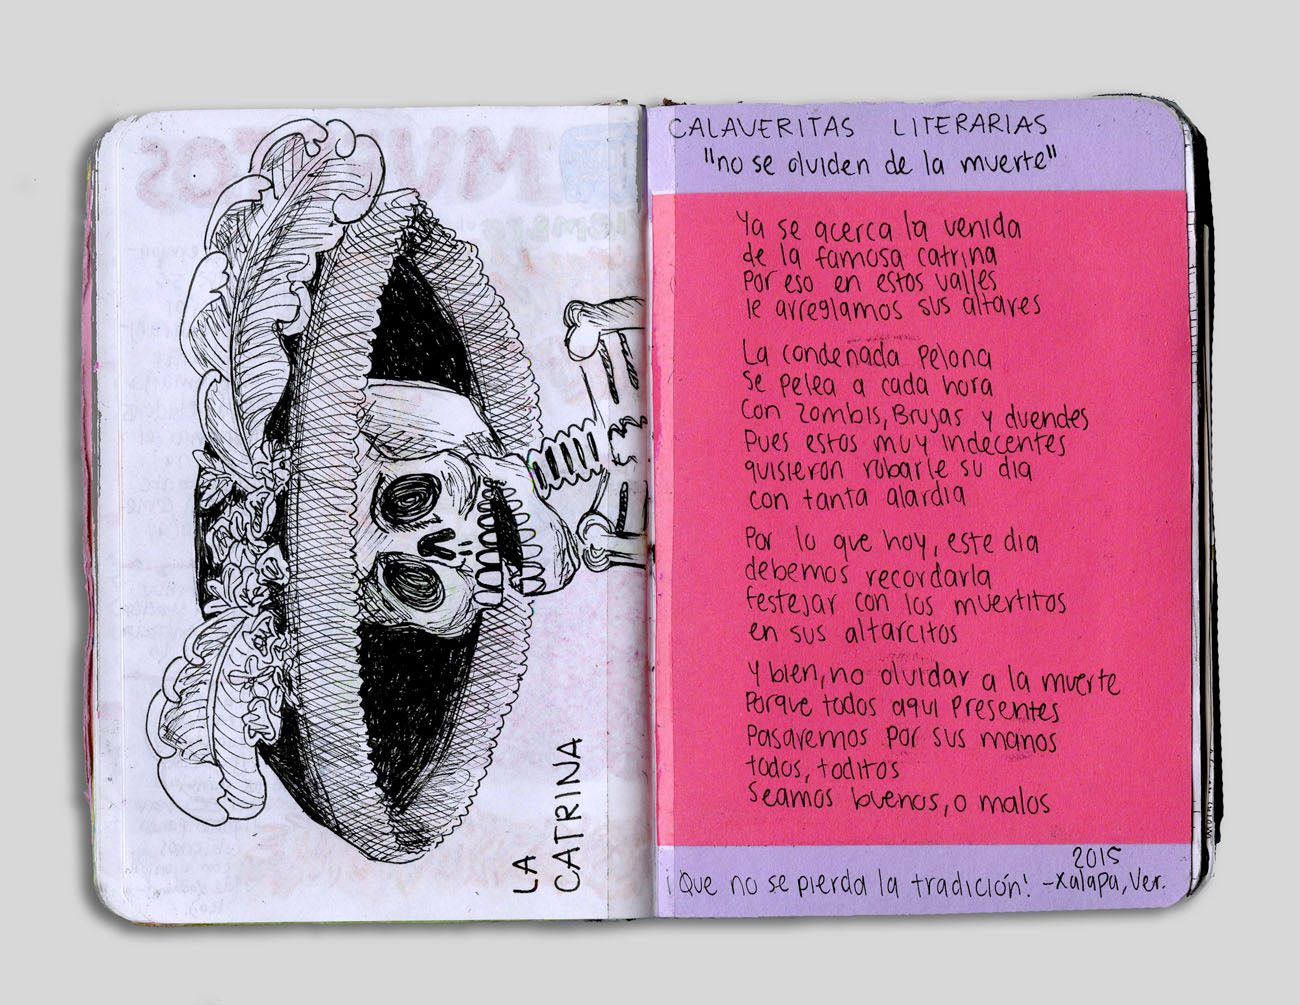 LA
CATRINA
CALAVERITAS LITERARIAS
"no se olviden de la muerte"
Ya se acerca la venida
de la famosa catrina
Por eso en estos valles
le arreglamos sus altares
La condenada Pelona
se pelea a cada hora
Con zombis, Brujas y duendes
Pues estos muy indecentes
quisieron robarle su dia
con tanta alardia
Por lo que hoy, este dia
debemos recordarla
festejar con los muertitos
en sus altarcitos
Y bien, no olvidar a la muerte
Porque todos aqui presentes
Pasaremos por sus manos
todos, toditos
seamos buenos, o malos
2015
¡Que no se pierda la tradición! -Xalapa, Ver.